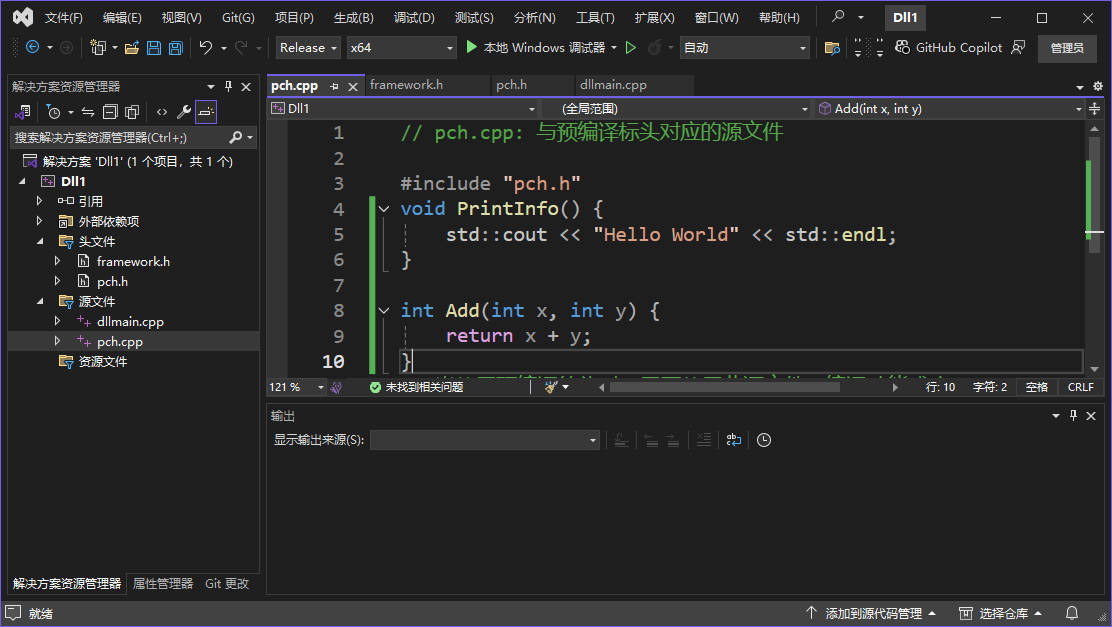 文件(F) 编辑(E) 视图(V) Git(G) 项目(P) 生成(B) 调试(D) 测试(S) 分析(N) 工具(T) 扩展(X) 窗口(W) 帮助(H) Dll1
Release x64 本地 Windows 调试器 自动 GitHub Copilot 管理员
解决方案资源管理器
搜索解决方案资源管理器(Ctrl+;)
解决方案 'Dll1' (1 个项目，共 1 个)
Dll1
引用
外部依赖项
头文件
framework.h
pch.h
源文件
dllmain.cpp
pch.cpp
资源文件
解决方案资源管理器 属性管理器 Git 更改
pch.cpp framework.h pch.h dllmain.cpp
Dll1 (全局范围) Add(int x, int y)
1 // pch.cpp: 与预编译标头对应的源文件
2
3 #include "pch.h"
4 void PrintInfo() {
5 std::cout << "Hello World" << std::endl;
6 }
7
8 int Add(int x, int y) {
9 return x + y;
10 }
121 % 未找到相关问题 行: 10 字符: 2 空格 CRLF
输出
显示输出来源(S):
就绪 添加到源代码管理 选择仓库